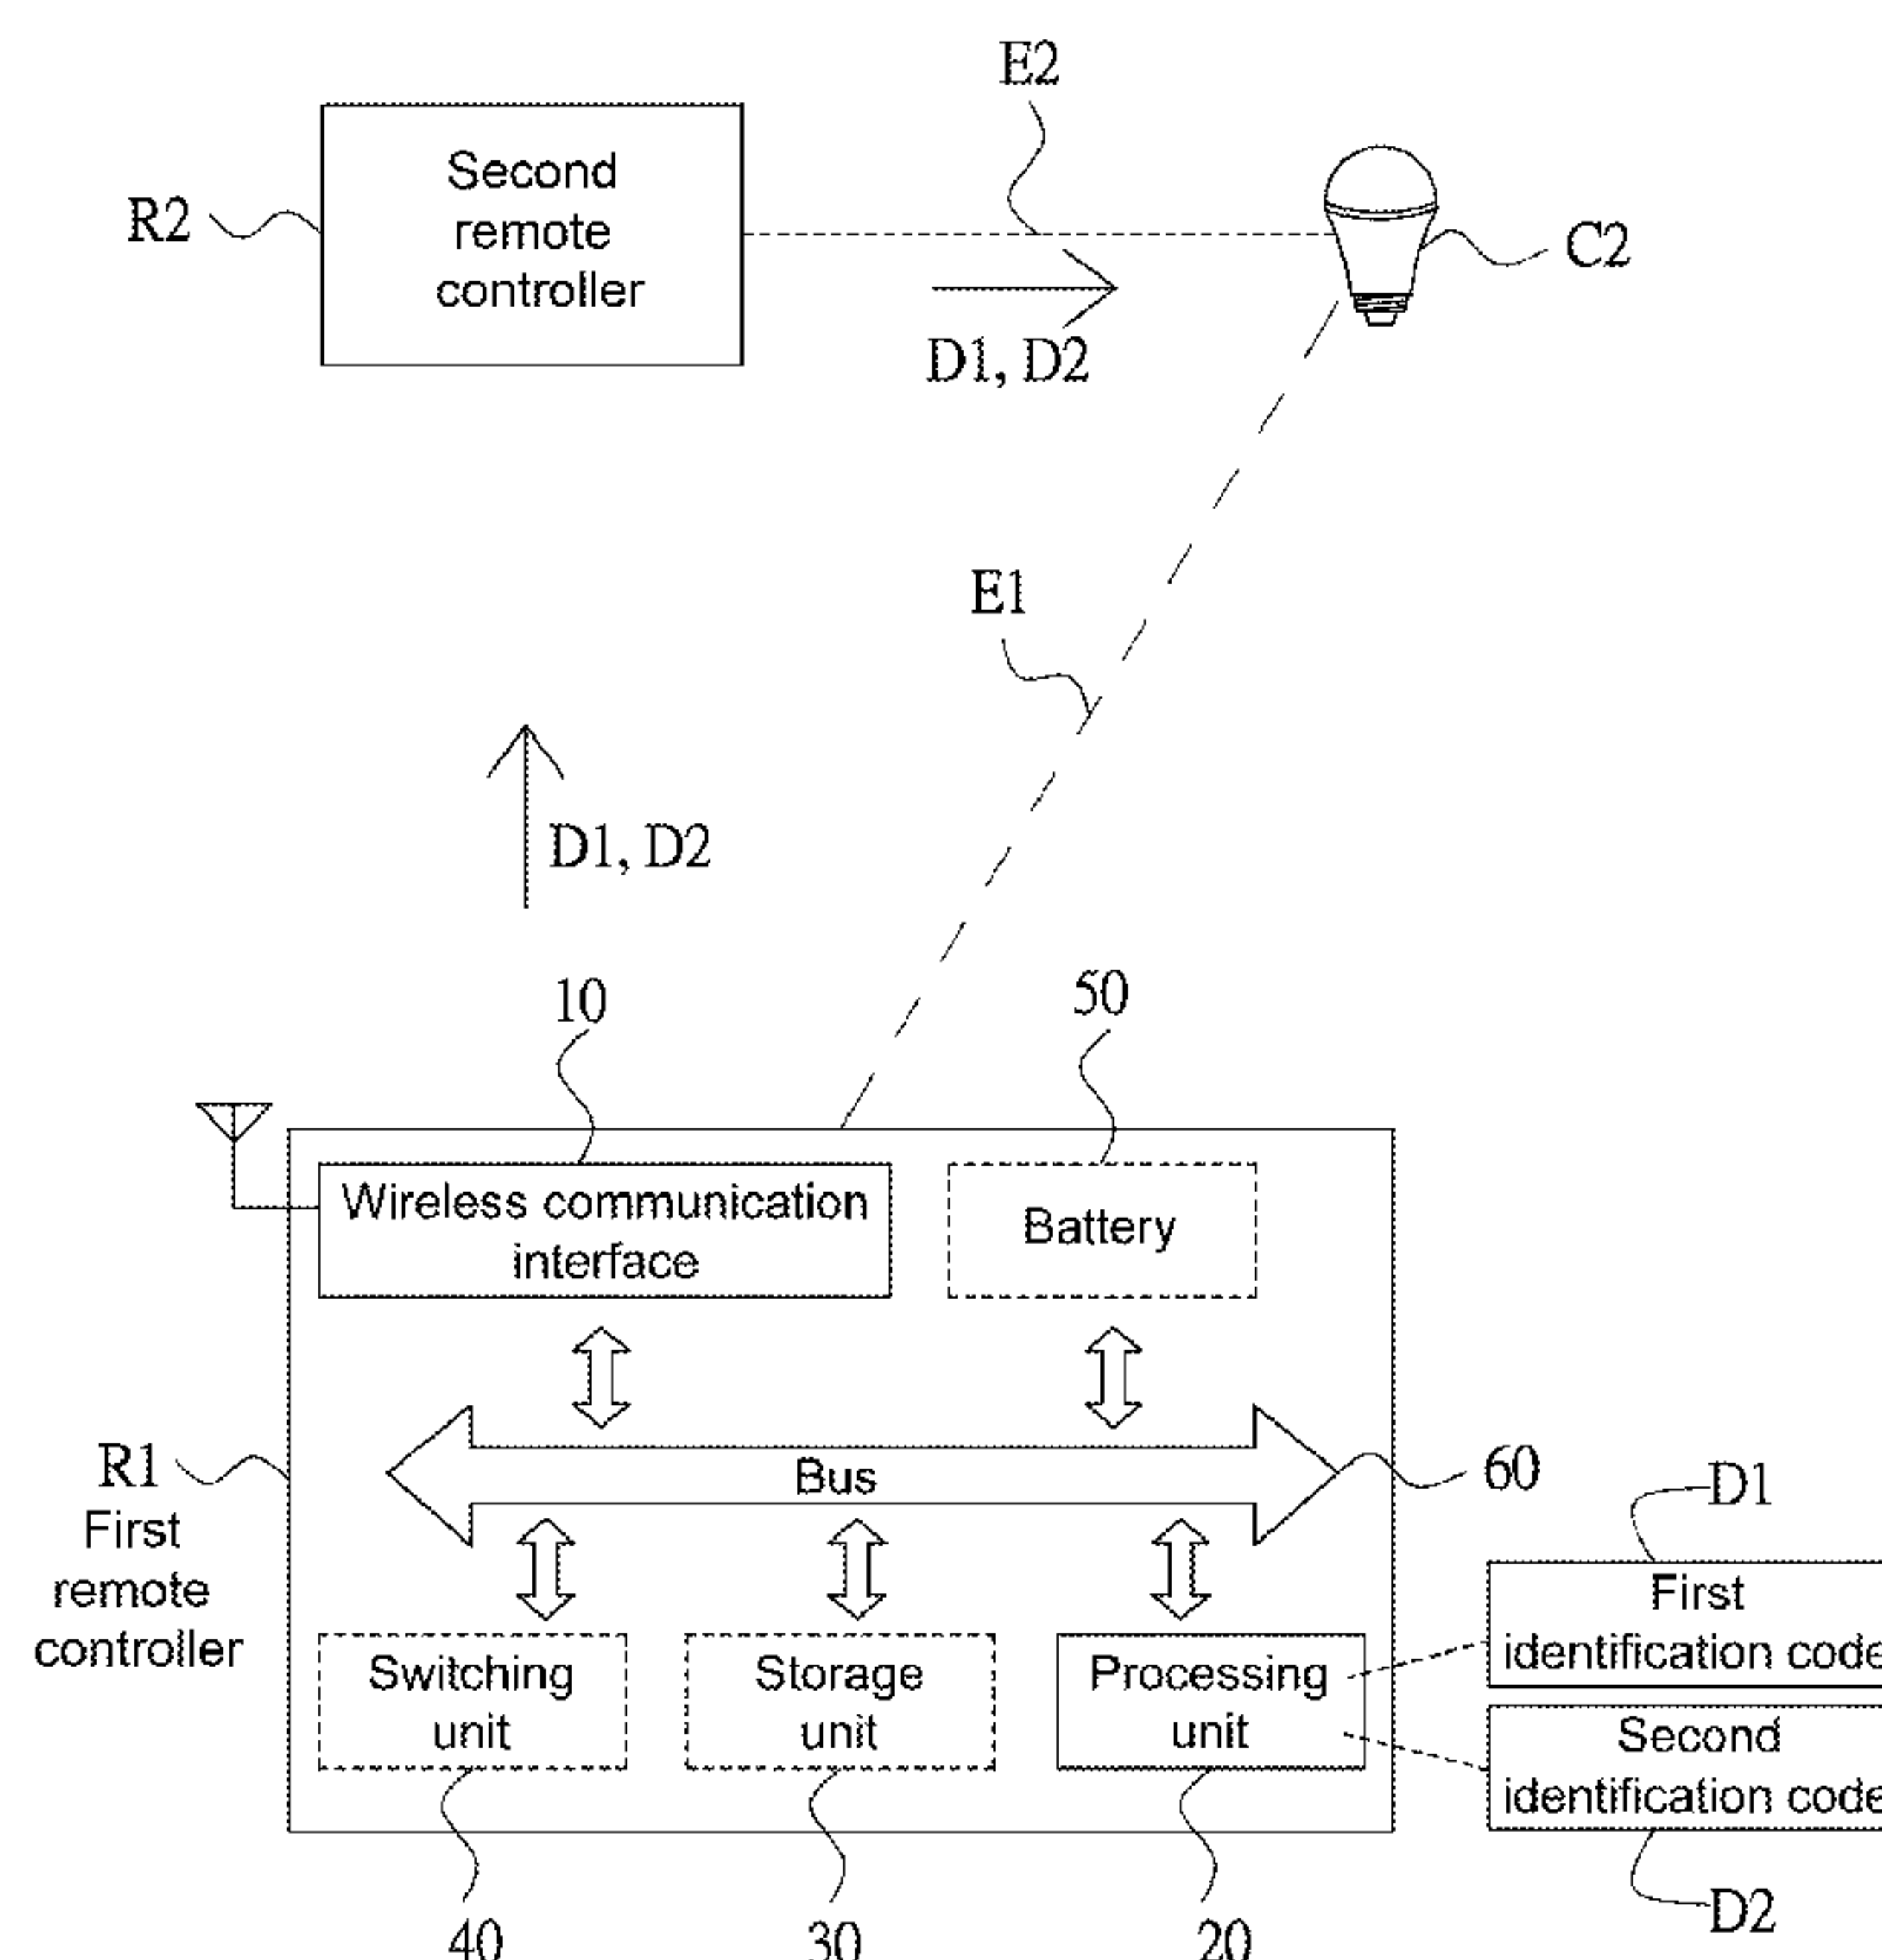 E2
Second
remote
controller
R2
C2
D1, D2
E1
D1, D2
10
50
Wireless communication
interface
Battery
R1
First
remote
controller
Bus
60
D1
First
identification code
Switching
unit
Storage
unit
Processing
unit
Second
identification code
D2
40
30
20